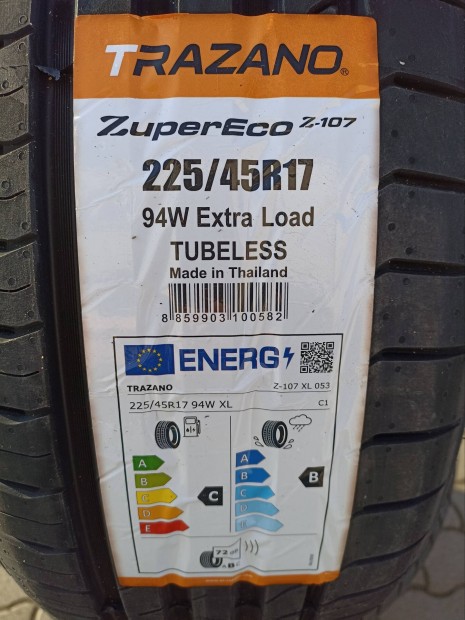 TRAZANO®
ZuperEco Z-107
225/45R17
94W Extra Load
TUBELESS
Made in Thailand
8 859903 100582
ENERG
TRAZANO Z-107 XL 053
225/45R17 94W XL C1
A
B
C
D
E
C
A
B
C
D
E
B
72 dB
A B C